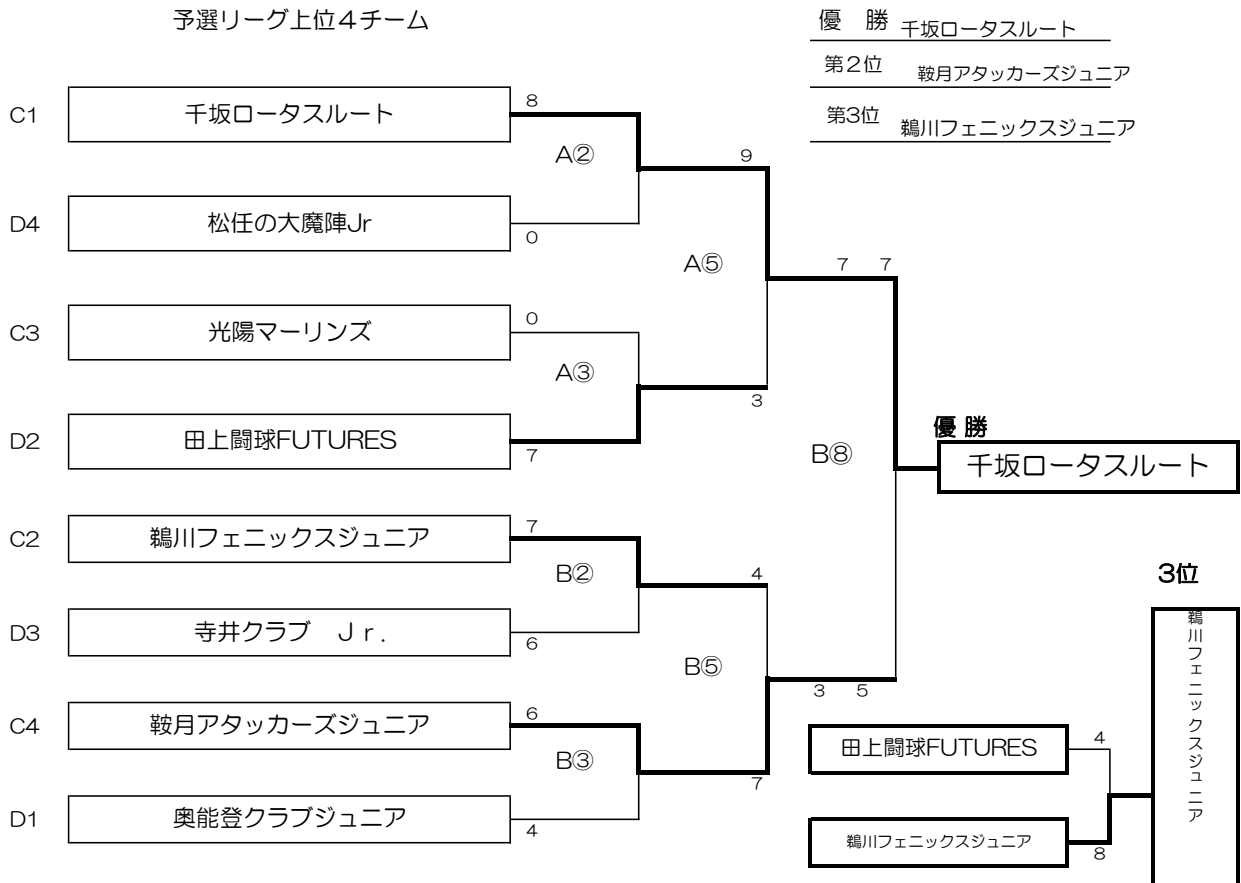 予選リーグ上位４チーム
優　勝 千坂ロータスルート
第２位 鞍月アタッカーズジュニア
第3位 鵜川フェニックスジュニア
C1 千坂ロータスルート 8
A②
9
D4 松任の大魔陣Jr 0
A⑤
7 7
C3 光陽マーリンズ 0
A③
3
D2 田上闘球FUTURES 7
B⑧
優 勝
千坂ロータスルート
C2 鵜川フェニックスジュニア 7
B②
4
D3 寺井クラブ　Ｊｒ. 6
B⑤
3 5
C4 鞍月アタッカーズジュニア 6
B③
7
D1 奥能登クラブジュニア 4
3位
鵜川フェニックスジュニア
田上闘球FUTURES 4
鵜川フェニックスジュニア 8